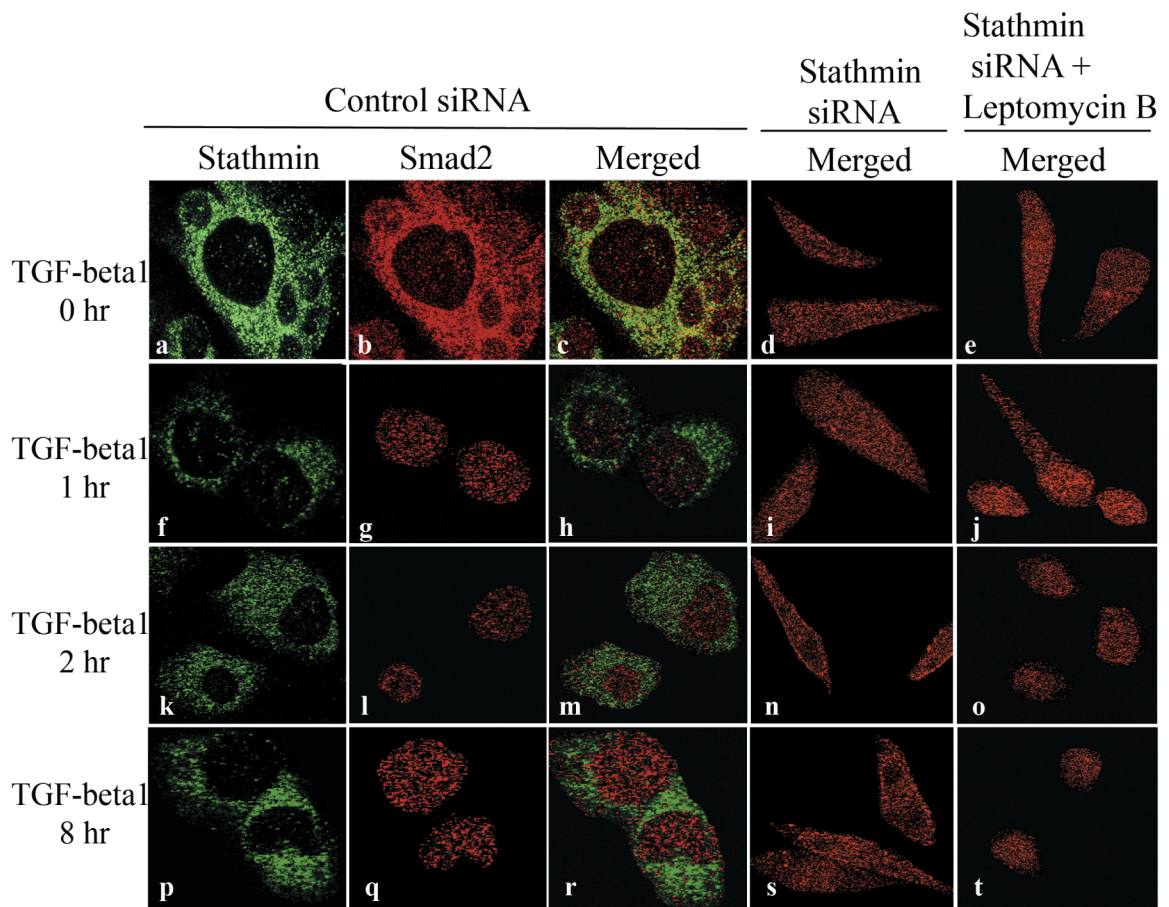 Stathmin
siRNA +
Leptomycin B
Stathmin
siRNA
Control siRNA
Stathmin Smad2 Merged Merged Merged
TGF-beta1
0 hr
a b c d e
TGF-beta1
1 hr
f g h i j
TGF-beta1
2 hr
k l m n o
TGF-beta1
8 hr
p q r s t